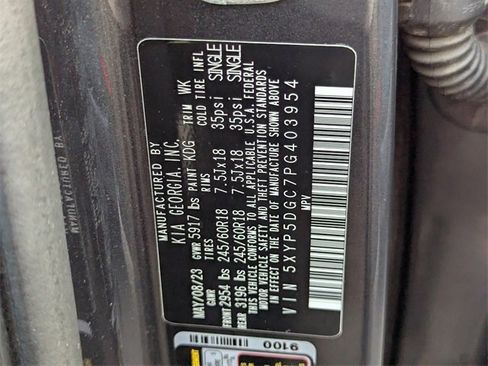 MANUFACTURED BY
KIA GEORGIA, INC.
MAY/08/23 GVWR 5917 lbs PAINT KDG TRIM WK
GAWR TIRES RIMS COLD TIRE INFL
FRONT 2954 lbs 245/60R18 7.5Jx18 35psi SINGLE
REAR 3196 lbs 245/60R18 7.5Jx18 35psi SINGLE
THIS VEHICLE CONFORMS TO ALL APPLICABLE U.S.A. FEDERAL
MOTOR VEHICLE SAFETY AND THEFT PREVENTION STANDARDS
IN EFFECT ON THE DATE OF MANUFACTURE SHOWN ABOVE
VIN 5XYP5DGC7PG403954
MPV
9100